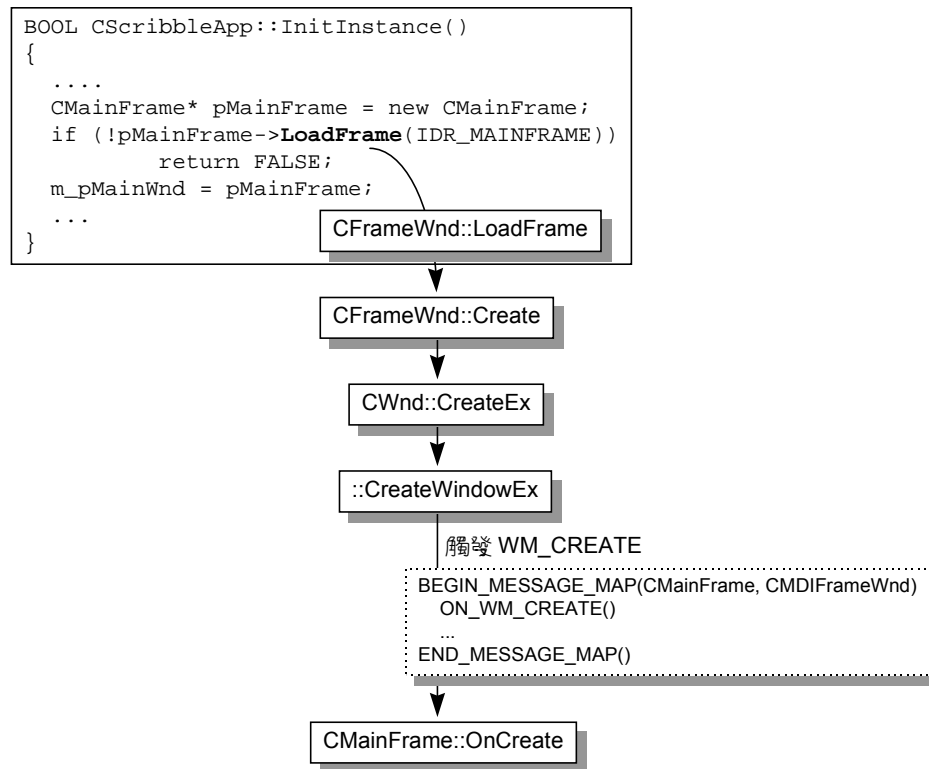 BOOL CScribbleApp::InitInstance()
{
....
CMainFrame* pMainFrame = new CMainFrame;
if (!pMainFrame->LoadFrame(IDR_MAINFRAME))
return FALSE;
m_pMainWnd = pMainFrame;
...
}
CFrameWnd::LoadFrame
CFrameWnd::Create
CWnd::CreateEx
::CreateWindowEx
觸發 WM_CREATE
BEGIN_MESSAGE_MAP(CMainFrame, CMDIFrameWnd)
ON_WM_CREATE()
...
END_MESSAGE_MAP()
CMainFrame::OnCreate